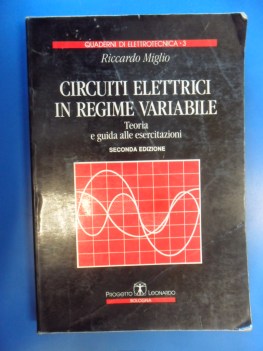 QUADERNI DI ELETTROTECNICA • 3
Riccardo Miglio
CIRCUITI ELETTRICI
IN REGIME VARIABILE
Teoria
e guida alle esercitazioni
SECONDA EDIZIONE
PROGETTO LEONARDO
BOLOGNA